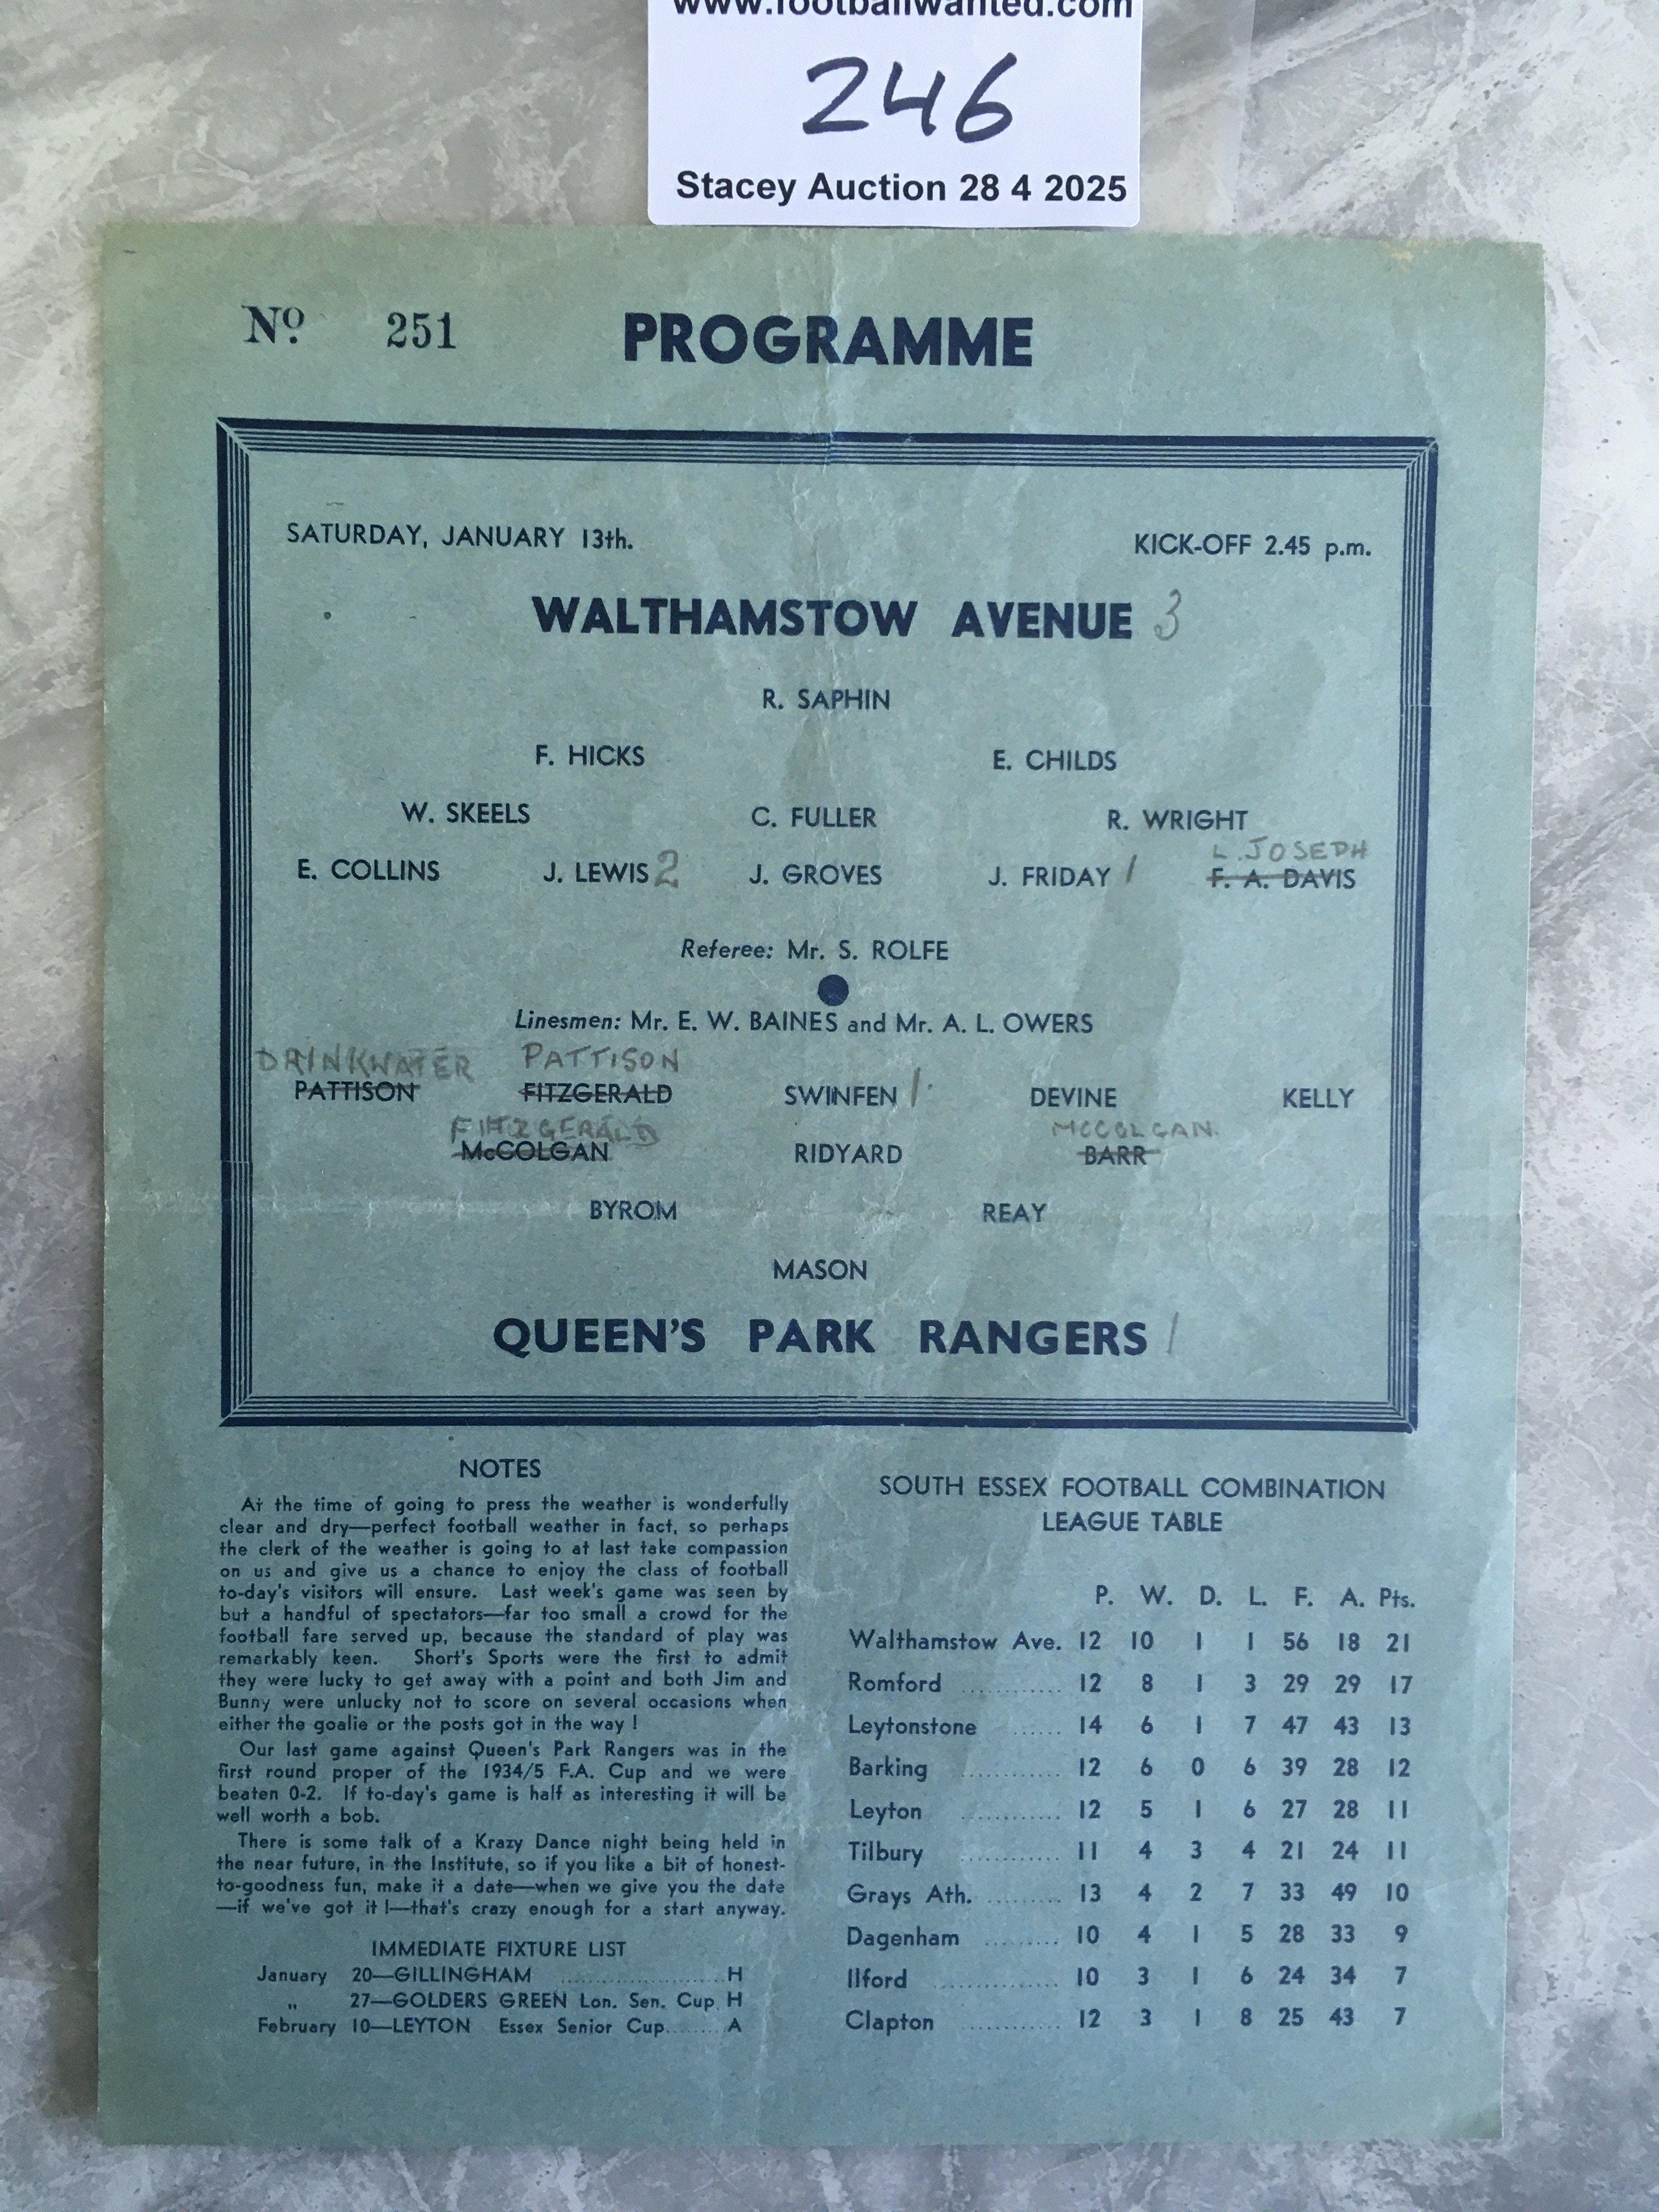 www.footballwanted.com
246
Stacey Auction 28 4 2025
No. 251 PROGRAMME
SATURDAY, JANUARY 13th. KICK-OFF 2.45 p.m.
WALTHAMSTOW AVENUE 3
R. SAPHIN
F. HICKS E. CHILDS
W. SKEELS C. FULLER R. WRIGHT
L. JOSEPH
E. COLLINS J. LEWIS 2 J. GROVES J. FRIDAY 1 F. A. DAVIS
Referee: Mr. S. ROLFE
Linesmen: Mr. E. W. BAINES and Mr. A. L. OWERS
DRINKWATER PATTISON
PATTISON FITZGERALD SWINFEN 1 DEVINE KELLY
FITZGERALD MCCOLGAN.
McCOLGAN RIDYARD BARR
BYROM REAY
MASON
QUEEN'S PARK RANGERS 1
NOTES
At the time of going to press the weather is wonderfully
clear and dry—perfect football weather in fact, so perhaps
the clerk of the weather is going to at last take compassion
on us and give us a chance to enjoy the class of football
to-day's visitors will ensure. Last week's game was seen by
but a handful of spectators—far too small a crowd for the
football fare served up, because the standard of play was
remarkably keen. Short's Sports were the first to admit
they were lucky to get away with a point and both Jim and
Bunny were unlucky not to score on several occasions when
either the goalie or the posts got in the way !
Our last game against Queen's Park Rangers was in the
first round proper of the 1934/5 F.A. Cup and we were
beaten 0-2. If to-day's game is half as interesting it will be
well worth a bob.
There is some talk of a Krazy Dance night being held in
the near future, in the Institute, so if you like a bit of honest-
to-goodness fun, make it a date—when we give you the date
—if we've got it !—that's crazy enough for a start anyway.
IMMEDIATE FIXTURE LIST
January 20—GILLINGHAM ........................ H
„ 27—GOLDERS GREEN Lon. Sen. Cup. H
February 10—LEYTON Essex Senior Cup........ A
SOUTH ESSEX FOOTBALL COMBINATION
LEAGUE TABLE
P. W. D. L. F. A. Pts.
Walthamstow Ave. 12 10 1 1 56 18 21
Romford ............ 12 8 1 3 29 29 17
Leytonstone ...... 14 6 1 7 47 43 13
Barking ............ 12 6 0 6 39 28 12
Leyton ............ 12 5 1 6 27 28 11
Tilbury ............ 11 4 3 4 21 24 11
Grays Ath. ......... 13 4 2 7 33 49 10
Dagenham ......... 10 4 1 5 28 33 9
Ilford ............... 10 3 1 6 24 34 7
Clapton ............ 12 3 1 8 25 43 7